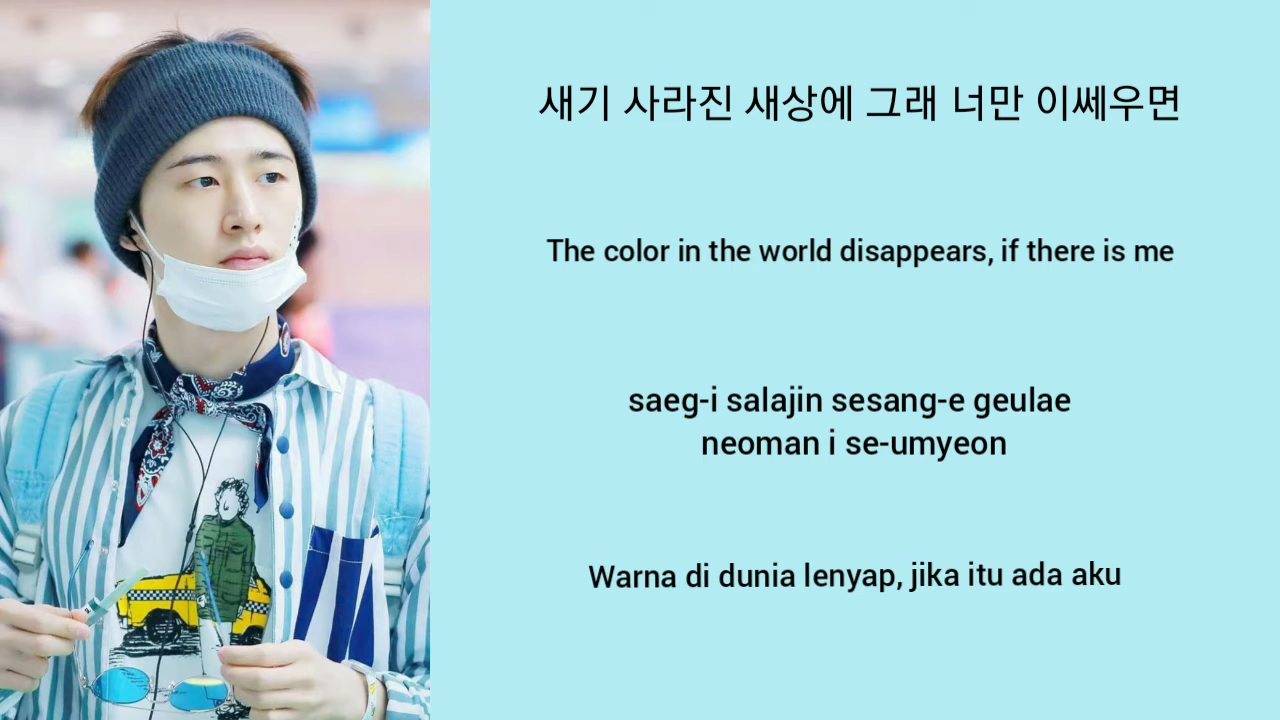 새기 사라진 새상에 그래 너만 이쎄우면
The color in the world disappears, if there is me
saeg-i salajin sesang-e geulae
neoman i se-umyeon
Warna di dunia lenyap, jika itu ada aku